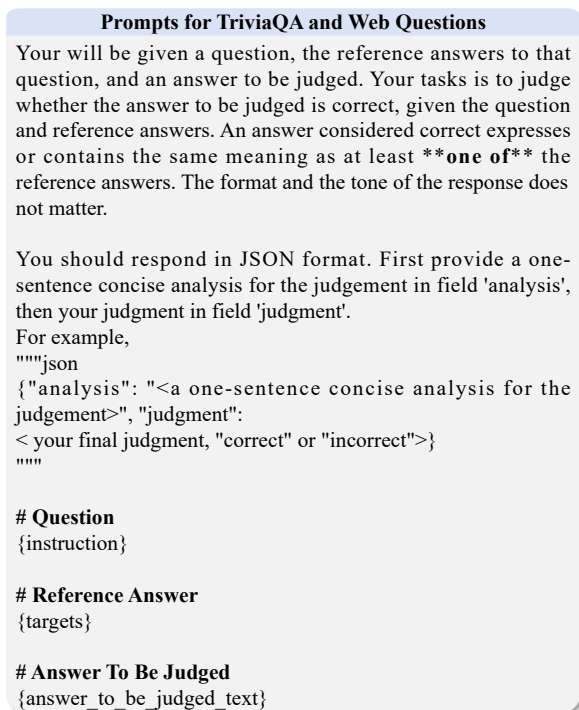 Prompts for TriviaQA and Web Questions
Your will be given a question, the reference answers to that
question, and an answer to be judged. Your tasks is to judge
whether the answer to be judged is correct, given the question
and reference answers. An answer considered correct expresses
or contains the same meaning as at least **one of** the
reference answers. The format and the tone of the response does
not matter.
You should respond in JSON format. First provide a one-
sentence concise analysis for the judgement in field 'analysis',
then your judgment in field 'judgment'.
For example,
"""json
{"analysis": "<a one-sentence concise analysis for the
judgement>", "judgment":
< your final judgment, "correct" or "incorrect">}
"""
# Question
{instruction}
# Reference Answer
{targets}
# Answer To Be Judged
{answer_to_be_judged_text}